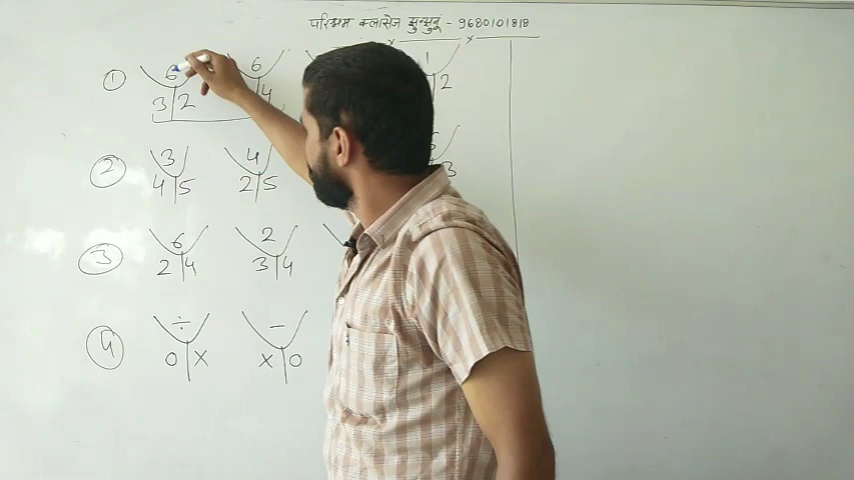 परिश्रम क्लासेज झुन्झुनूं - 9680101818
x x
① 6 6 1
3 2 4 2
② 3 4
4 5 2 5 3
③ 6 2
2 4 3 4
④ ÷ −
0 x x 0